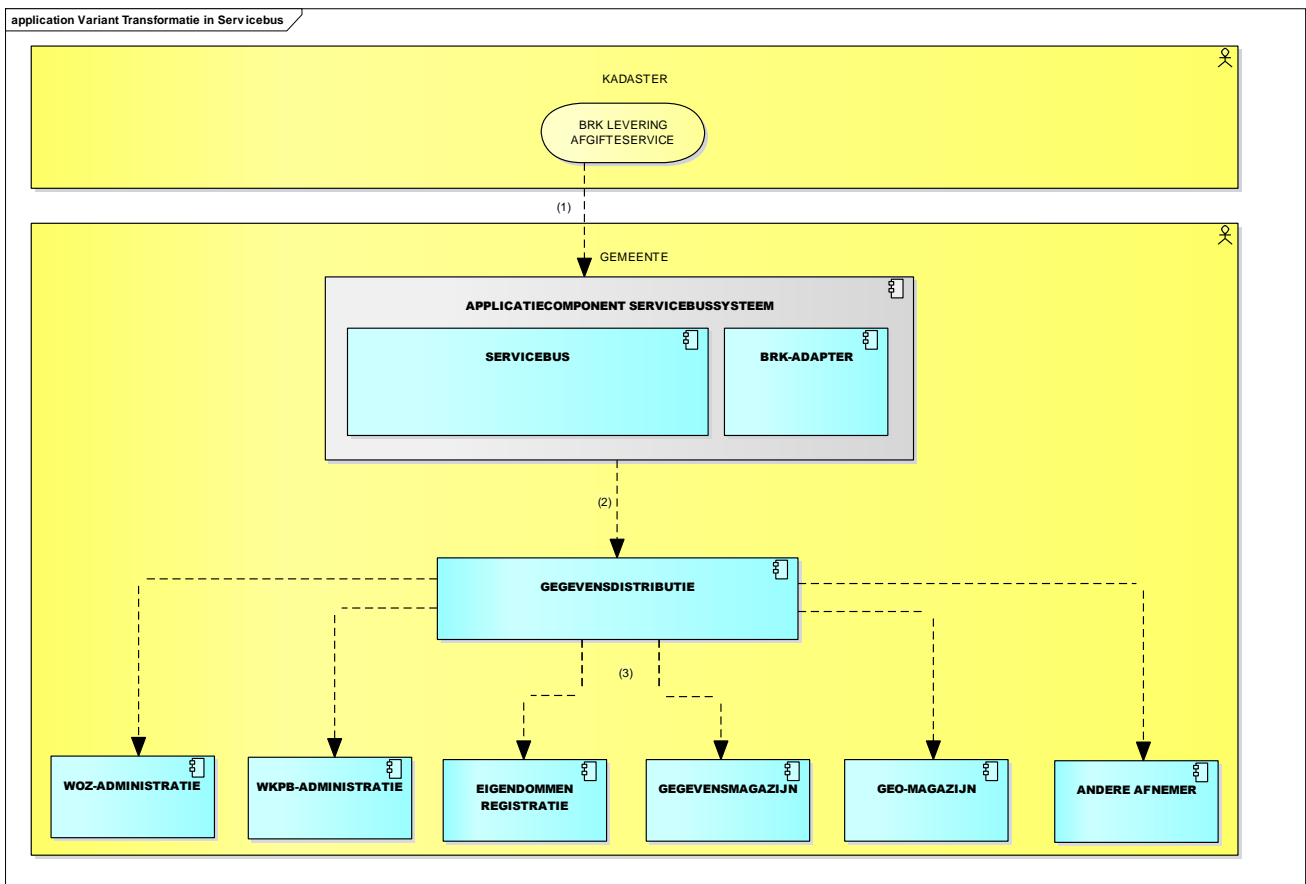 application Variant Transformatie in Servicebus
KADASTER
BRK LEVERING
AFGIFTESERVICE
(1)
GEMEENTE
APPLICATIECOMPONENT SERVICEBUSSYSTEEM
SERVICEBUS
BRK-ADAPTER
(2)
GEGEVENSDISTRIBUTIE
(3)
WOZ-ADMINISTRATIE
WKPB-ADMINISTRATIE
EIGENDOMMEN
REGISTRATIE
GEGEVENSMAGAZIJN
GEO-MAGAZIJN
ANDERE AFNEMER